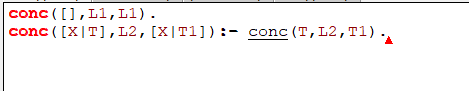 conc([],L1,L1).
conc([X|T],L2,[X|T1]):- conc(T,L2,T1).